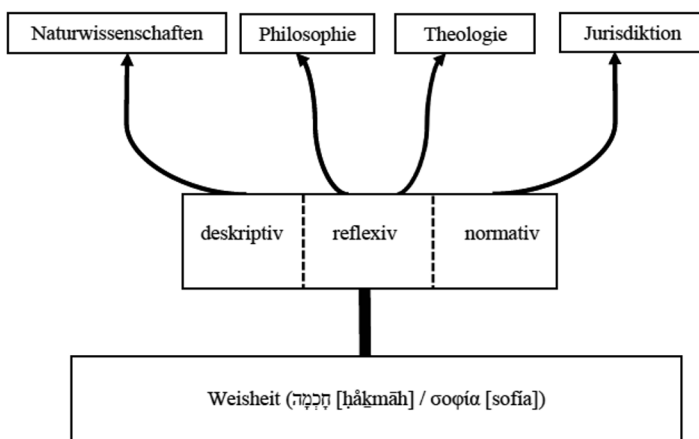 Naturwissenschaften
Philosophie
Theologie
Jurisdiktion
deskriptiv
reflexiv
normativ
Weisheit (חָכְמָה [ḥåḵmāh] / σοφία [sofía])